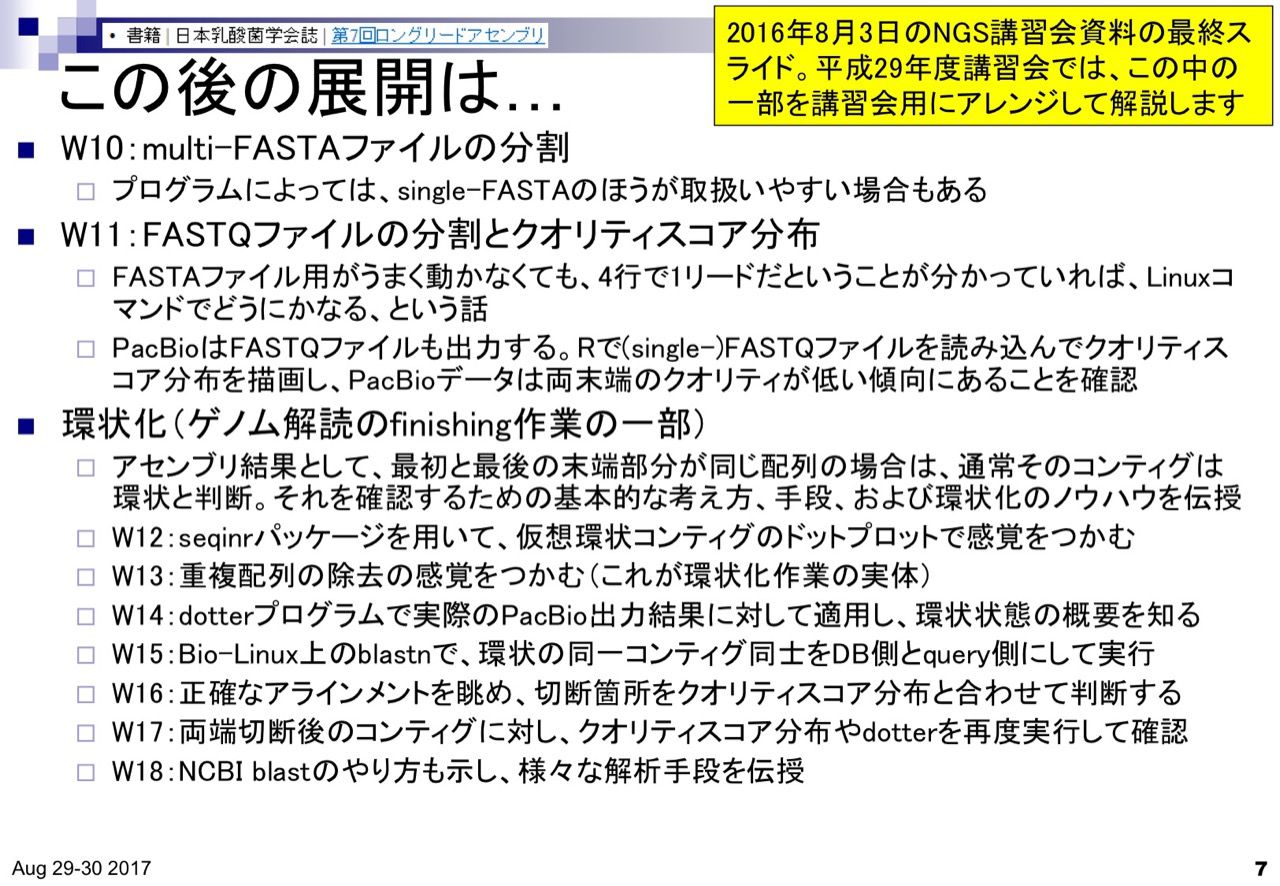 • 書籍 | 日本乳酸菌学会誌 | 第7回ロングリードアセンブリ
2016年8月3日のNGS講習会資料の最終ス
ライド。平成29年度講習会では、この中の
一部を講習会用にアレンジして解説します
この後の展開は…
W10:multi-FASTAファイルの分割
プログラムによっては、single-FASTAのほうが取扱いやすい場合もある
W11:FASTQファイルの分割とクオリティスコア分布
FASTAファイル用がうまく動かなくても、4行で1リードだということが分かっていれば、Linuxコ
マンドでどうにかなる、という話
PacBioはFASTQファイルも出力する。Rで(single-)FASTQファイルを読み込んでクオリティス
コア分布を描画し、PacBioデータは両末端のクオリティが低い傾向にあることを確認
環状化(ゲノム解読のfinishing作業の一部)
アセンブリ結果として、最初と最後の末端部分が同じ配列の場合は、通常そのコンティグは
環状と判断。それを確認するための基本的な考え方、手段、および環状化のノウハウを伝授
W12:seqinrパッケージを用いて、仮想環状コンティグのドットプロットで感覚をつかむ
W13:重複配列の除去の感覚をつかむ(これが環状化作業の実体)
W14:dotterプログラムで実際のPacBio出力結果に対して適用し、環状状態の概要を知る
W15:Bio-Linux上のblastnで、環状の同一コンティグ同士をDB側とquery側にして実行
W16:正確なアラインメントを眺め、切断箇所をクオリティスコア分布と合わせて判断する
W17:両端切断後のコンティグに対し、クオリティスコア分布やdotterを再度実行して確認
W18:NCBI blastのやり方も示し、様々な解析手段を伝授
Aug 29-30 2017
7